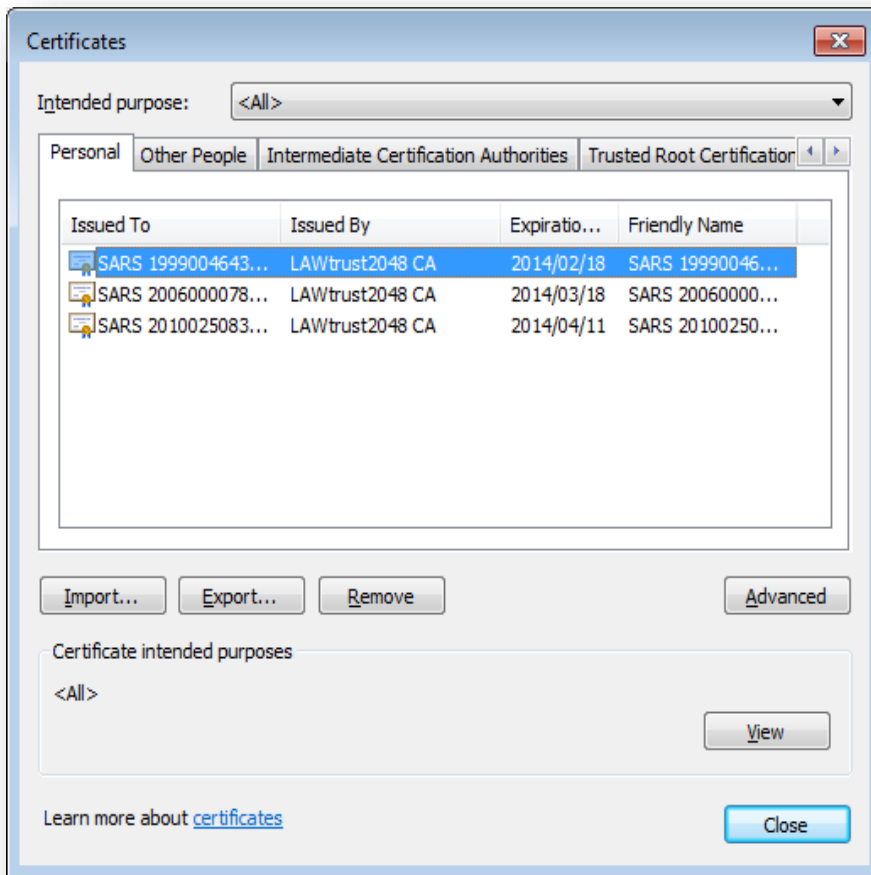 Certificates
Intended purpose: <All>
Personal Other People Intermediate Certification Authorities Trusted Root Certification
Issued To Issued By Expiratio... Friendly Name
SARS 1999004643... LAWtrust2048 CA 2014/02/18 SARS 19990046...
SARS 2006000078... LAWtrust2048 CA 2014/03/18 SARS 20060000...
SARS 2010025083... LAWtrust2048 CA 2014/04/11 SARS 20100250...
Import... Export... Remove Advanced
Certificate intended purposes
<All>
View
Learn more about certificates
Close